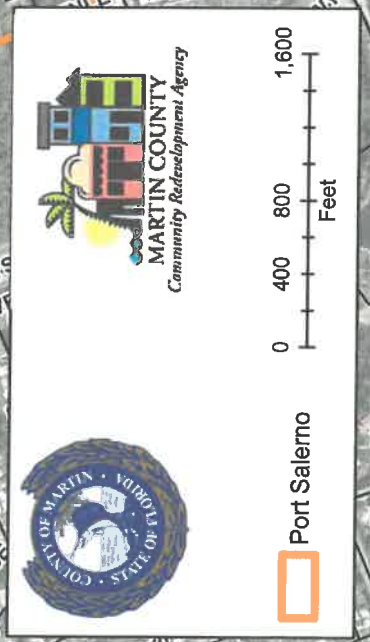 COUNTY OF MARTIN • STATE OF FLORIDA •
MARTIN COUNTY
Community Redevelopment Agency
Port Salerno
0 400 800 1,600
Feet